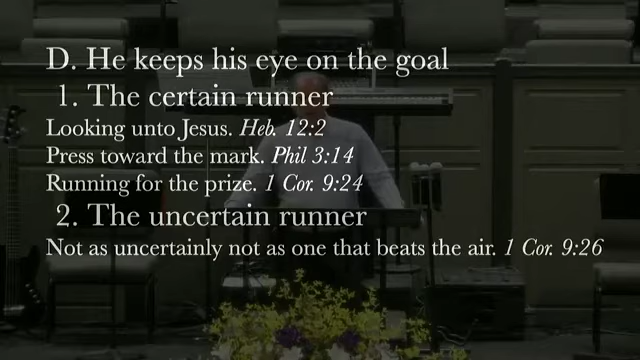 D. He keeps his eye on the goal
1. The certain runner
Looking unto Jesus. Heb. 12:2
Press toward the mark. Phil 3:14
Running for the prize. 1 Cor. 9:24
2. The uncertain runner
Not as uncertainly not as one that beats the air. 1 Cor. 9:26